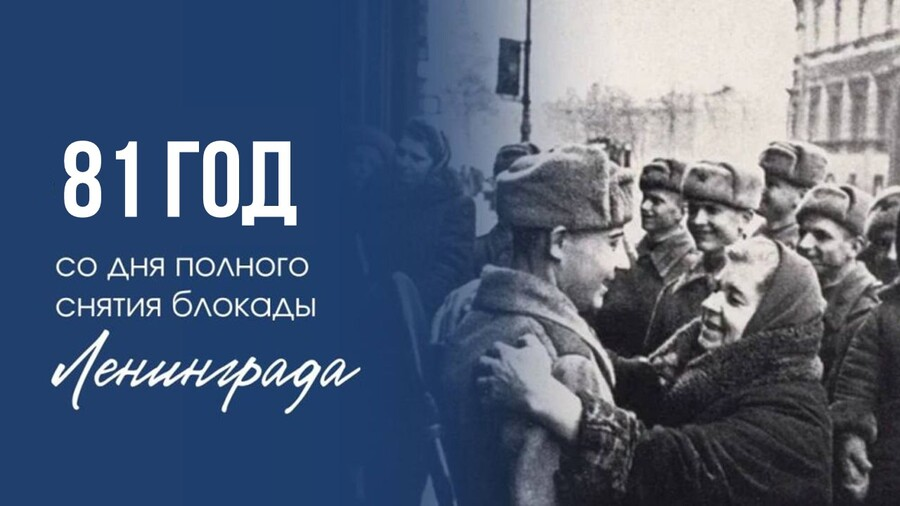 81 ГОД
со дня полного
снятия блокады
Ленинграда